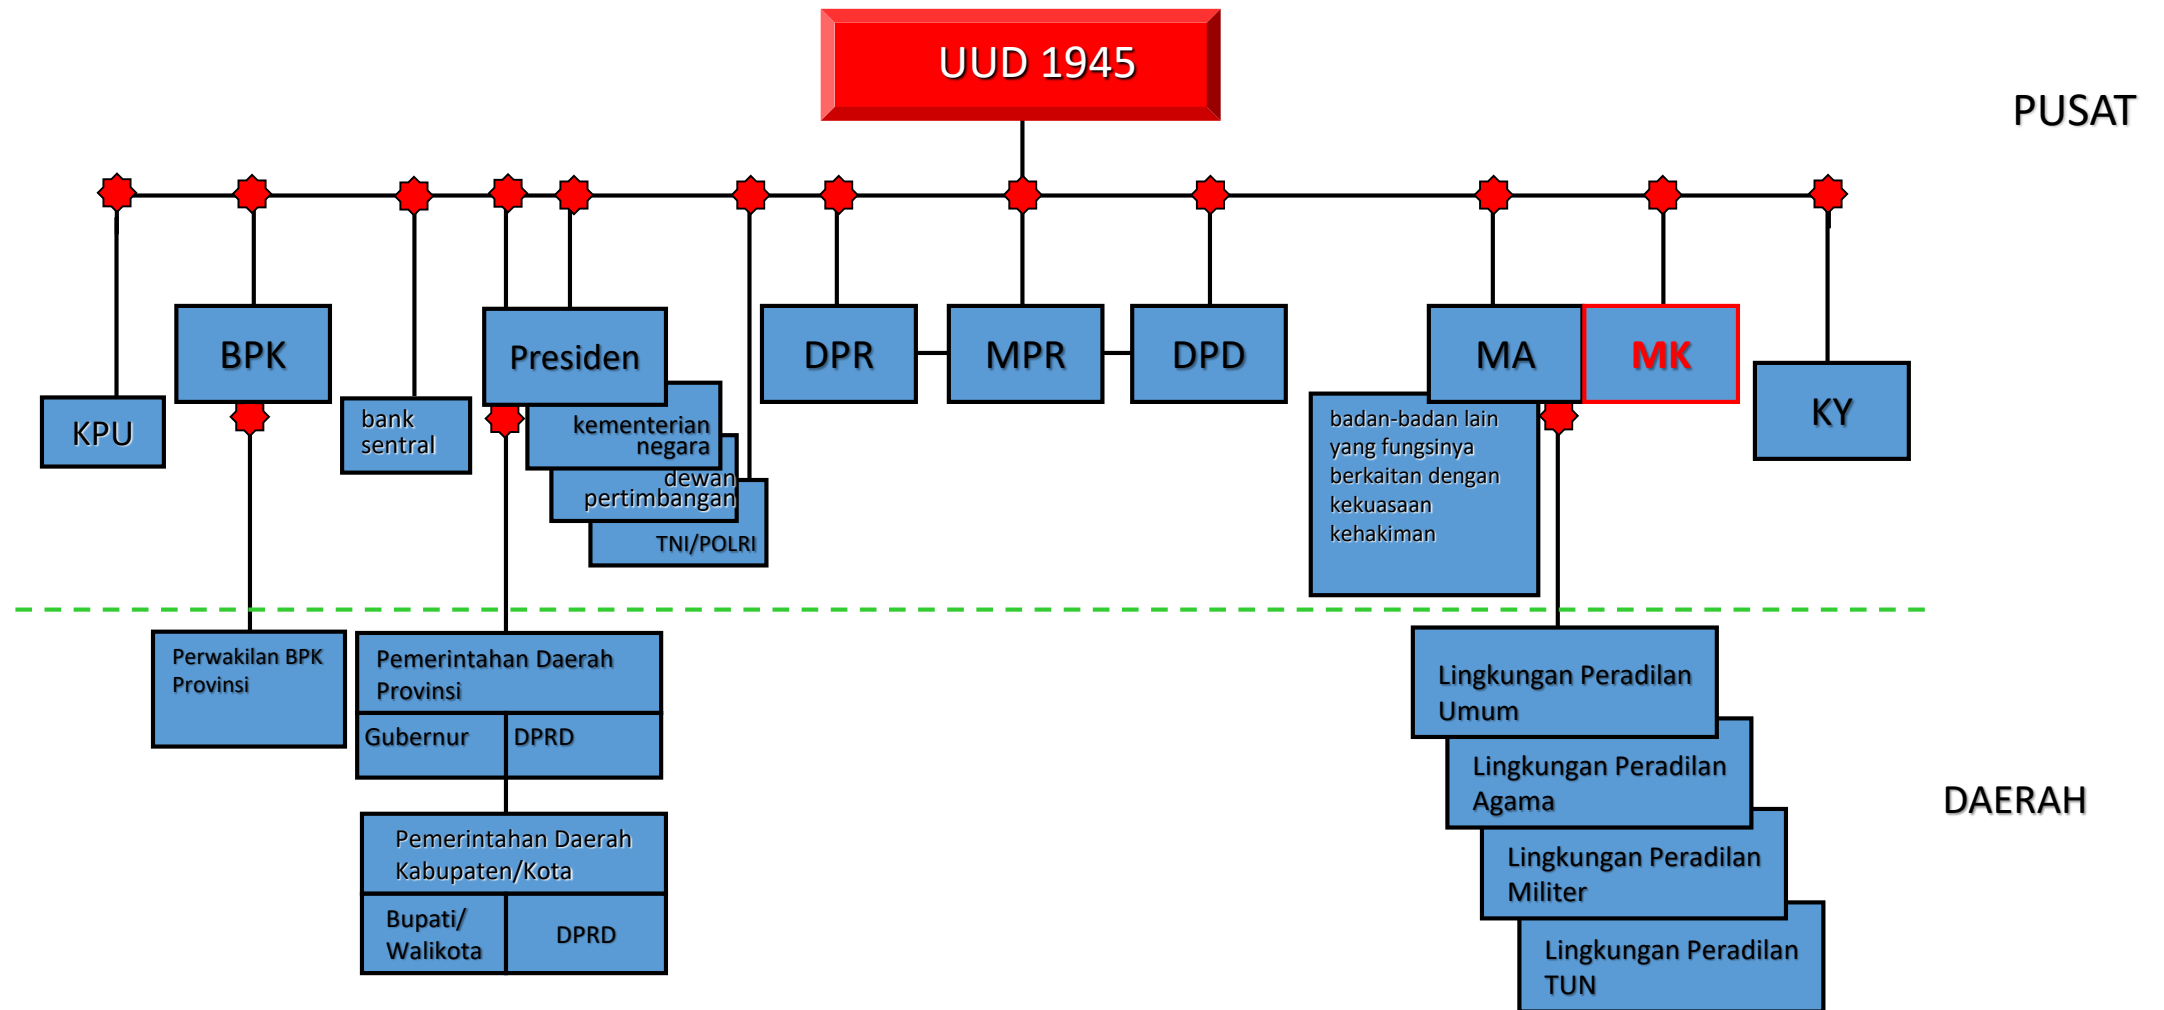 UUD 1945
PUSAT
KPU
BPK
bank
sentral
Presiden
kementerian
negara
dewan
pertimbangan
TNI/POLRI
DPR
MPR
DPD
MA
MK
KY
badan-badan lain
yang fungsinya
berkaitan dengan
kekuasaan
kehakiman
Perwakilan BPK
Provinsi
Pemerintahan Daerah
Provinsi
Gubernur
DPRD
Pemerintahan Daerah
Kabupaten/Kota
Bupati/
Walikota
DPRD
Lingkungan Peradilan
Umum
Lingkungan Peradilan
Agama
Lingkungan Peradilan
Militer
Lingkungan Peradilan
TUN
DAERAH